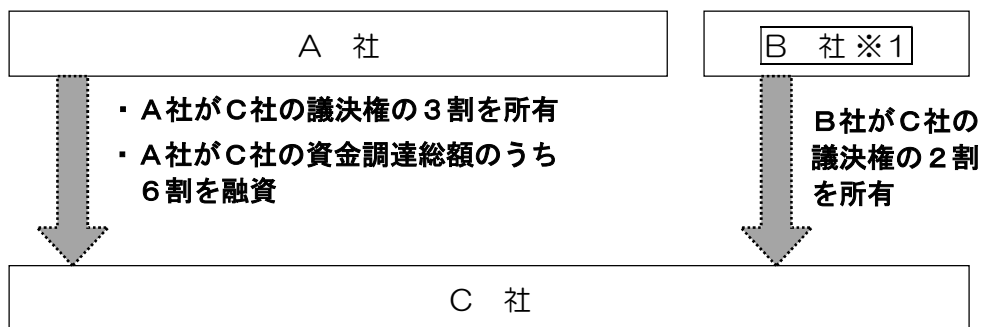 A 社
B 社※1
・A社がC社の議決権の3割を所有
・A社がC社の資金調達総額のうち
6割を融資
B社がC社の
議決権の2割
を所有
C 社